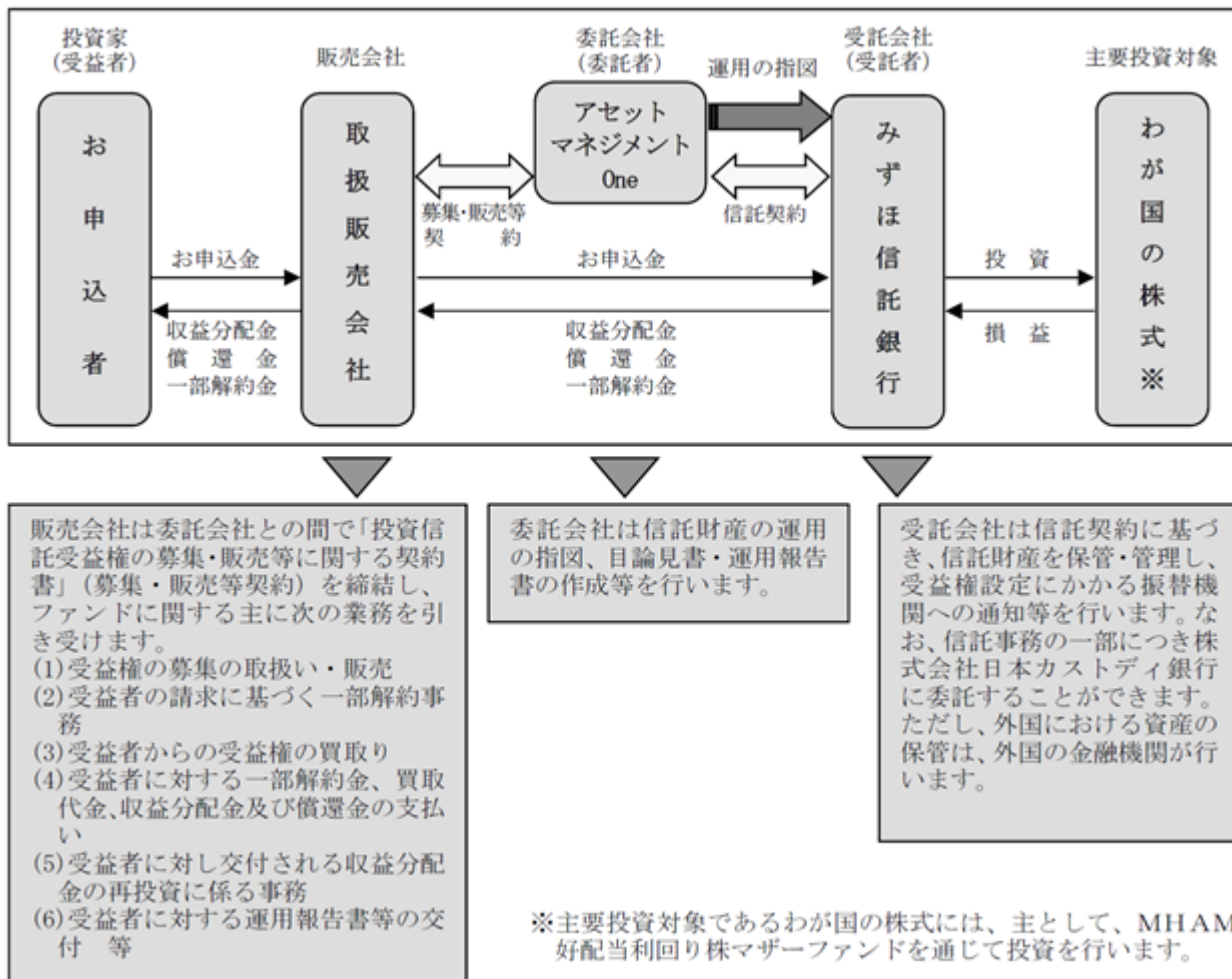 投資家
(受益者)
販売会社
委託会社
(委託者)
運用の指図
受託会社
(受託者)
主要投資対象
お申込者
取扱販売会社
アセット
マネジメント
One
みずほ信託銀行
わが国の株式※
募集・販売等
契約
信託契約
お申込金
収益分配金
償還金
一部解約金
お申込金
収益分配金
償還金
一部解約金
投資
損益
販売会社は委託会社との間で「投資信
託受益権の募集・販売等に関する契約
書」(募集・販売等契約)を締結し、
ファンドに関する主に次の業務を引
き受けます。
(1)受益権の募集の取扱い・販売
(2)受益者の請求に基づく一部解約事
務
(3)受益者からの受益権の買取り
(4)受益者に対する一部解約金、買取
代金、収益分配金及び償還金の支払
い
(5)受益者に対し交付される収益分配
金の再投資に係る事務
(6)受益者に対する運用報告書等の交
付 等
委託会社は信託財産の運用
の指図、目論見書・運用報告
書の作成等を行います。
受託会社は信託契約に基づ
き、信託財産を保管・管理し、
受益権設定にかかる振替機
関への通知等を行います。な
お、信託事務の一部につき株
式会社日本カストディ銀行
に委託することができます。
ただし、外国における資産の
保管は、外国の金融機関が行
います。
※主要投資対象であるわが国の株式には、主として、MHAM
好配当利回り株マザーファンドを通じて投資を行います。